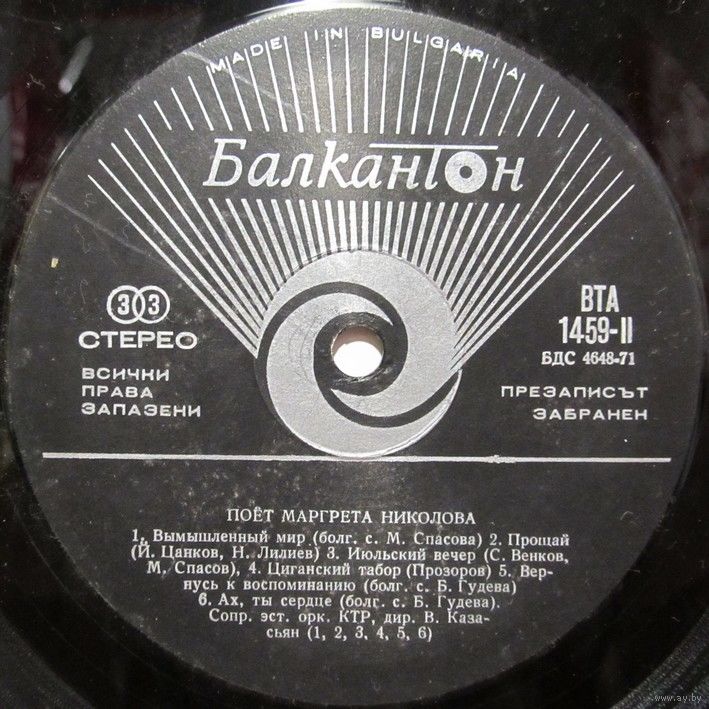 MADE IN BULGARIA
Балкантон
33
СТЕРЕО
ВСИЧКИ
ПРАВА
ЗАПАЗЕНИ
ВТА
1459-II
БДС 4648-71
ПРЕЗАПИСЪТ
ЗАБРАНЕН
ПОЁТ МАРГРЕТА НИКОЛОВА
1. Вымышленный мир (болг. с. М. Спасова) 2. Прощай
(Й. Цанков, Н. Лилиев) 3. Июльский вечер (С. Венков,
М. Спасов), 4. Циганский табор (Прозоров) 5. Вер-
нусь к воспоминанию (болг. с. Б. Гудева)
6. Ах, ты сердце (болг. с. Б. Гудева).
Сопр. эст. орк. КТР, дир. В. Каза-
сьян (1, 2, 3, 4, 5, 6)
www.ay.by